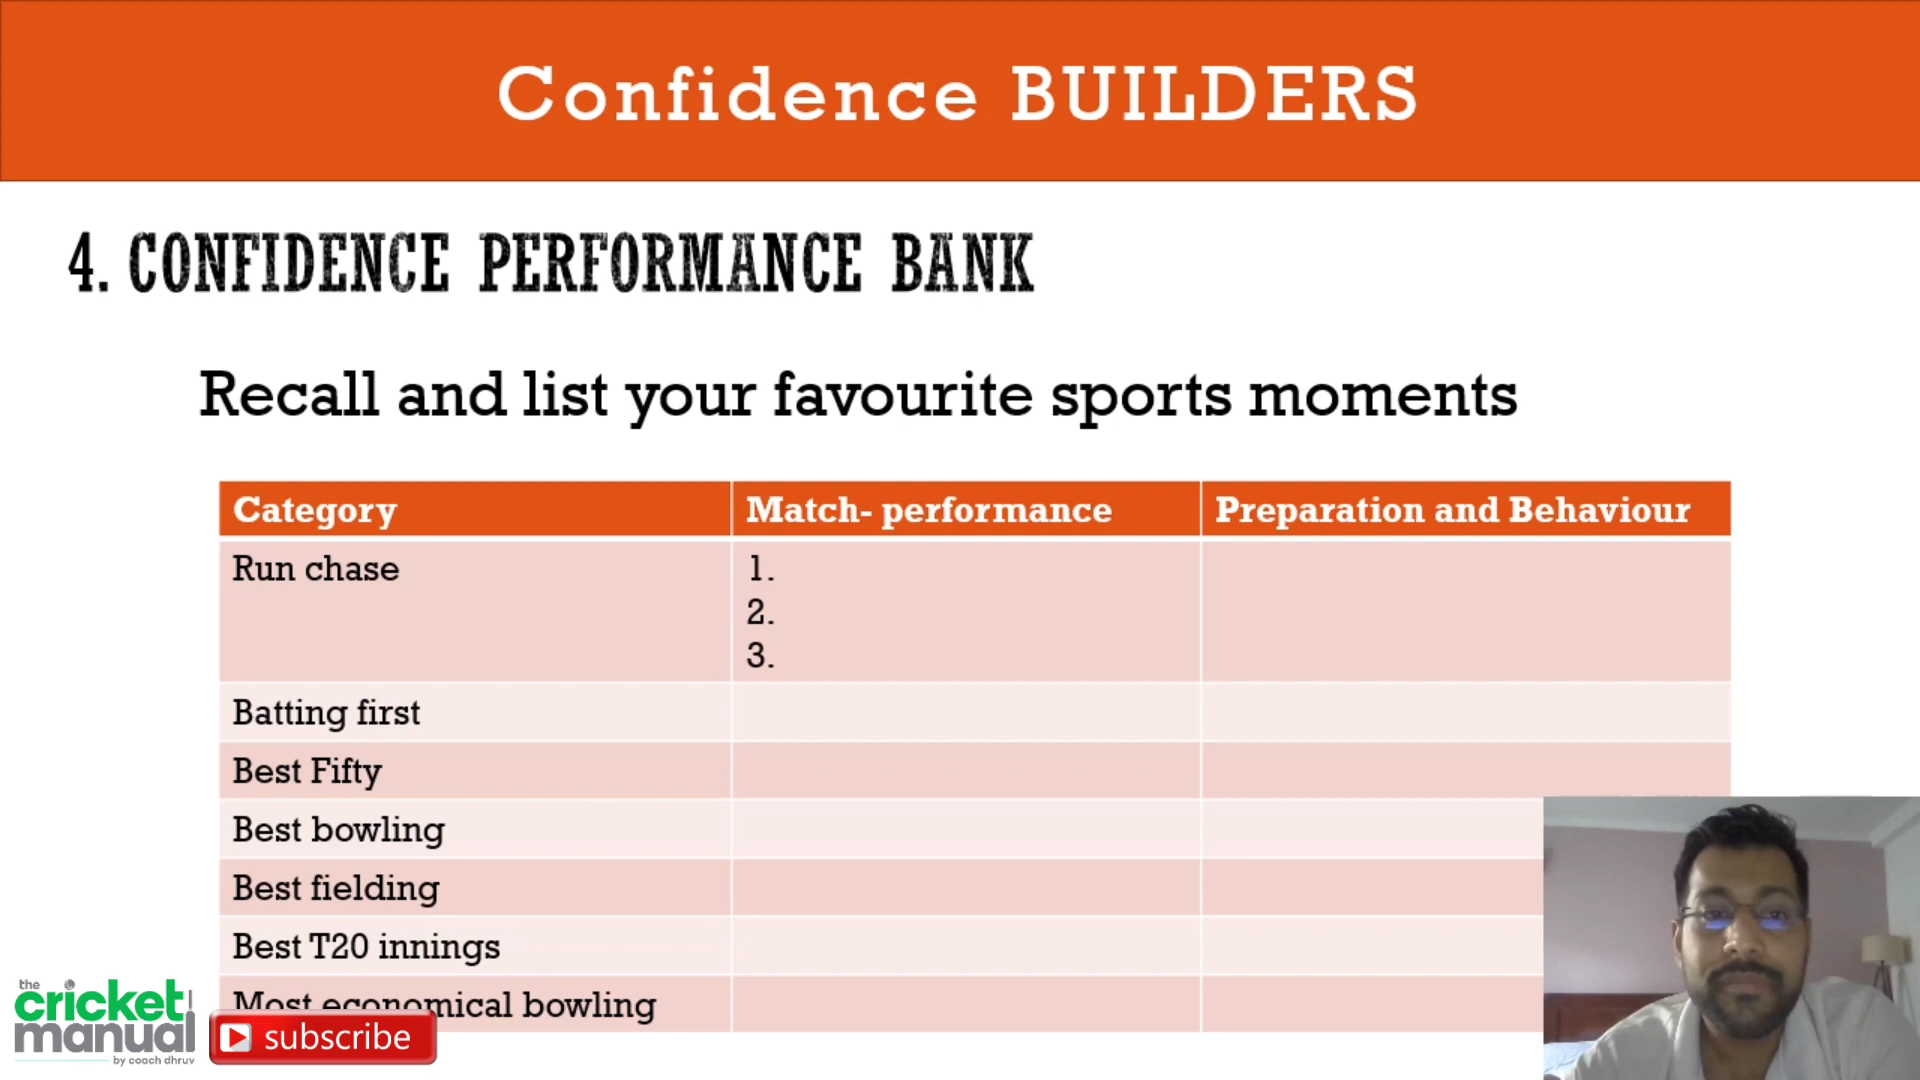 Confidence BUILDERS
4. CONFIDENCE PERFORMANCE BANK
Recall and list your favourite sports moments
Category Match- performance Preparation and Behaviour
Run chase 1.
2.
3.
Batting first
Best Fifty
Best bowling
Best fielding
Best T20 innings
Most economical bowling
the
cricket
manual
by coach dhruv
subscribe